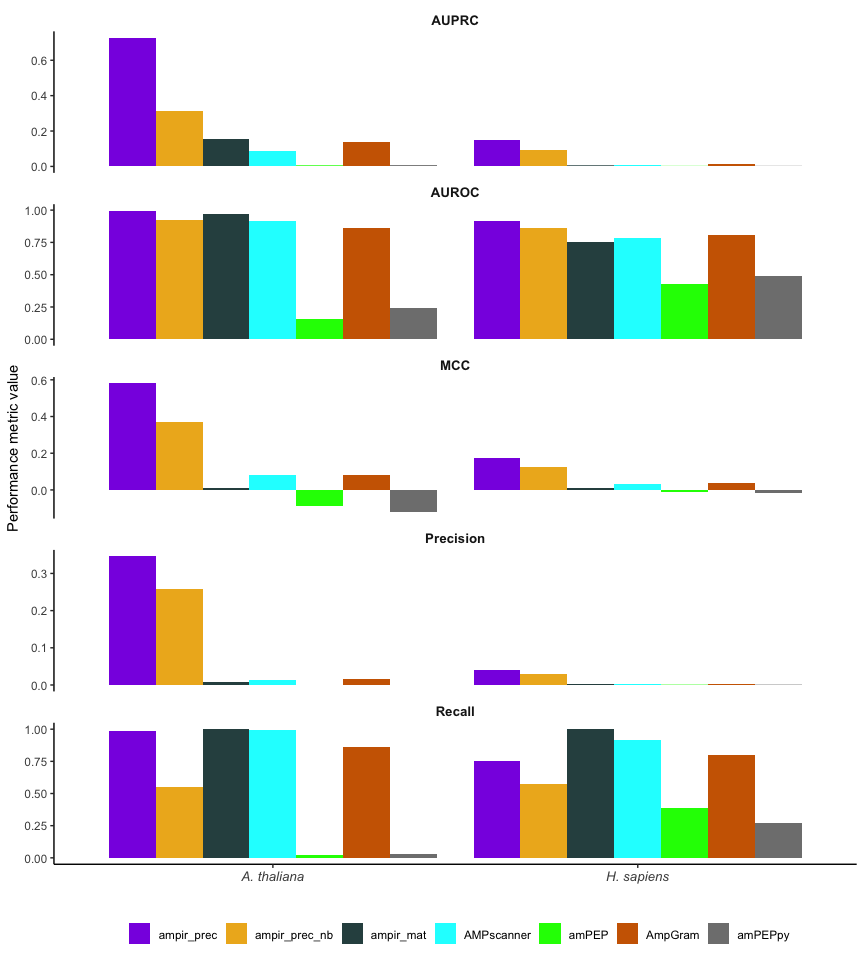 AUPRC
0.6
0.4
0.2
0.0
AUROC
1.00
0.75
0.50
0.25
0.00
MCC
0.6
0.4
0.2
0.0
Performance metric value
Precision
0.3
0.2
0.1
0.0
Recall
1.00
0.75
0.50
0.25
0.00
A. thaliana H. sapiens
ampir_prec ampir_prec_nb ampir_mat AMPscanner amPEP AmpGram amPEPpy